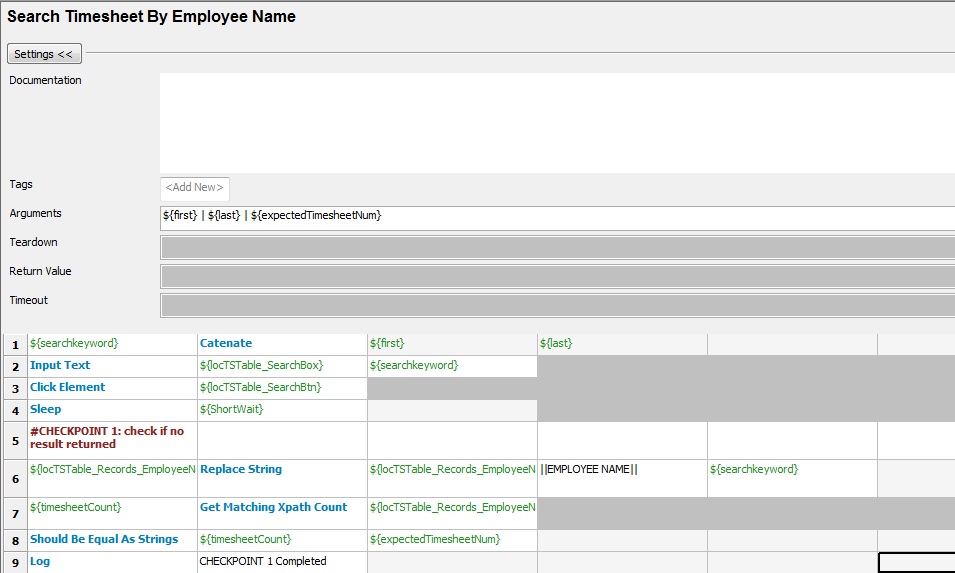 Search Timesheet By Employee Name
Settings <<
Documentation
Tags
<Add New>
Arguments
${first} | ${last} | ${expectedTimesheetNum}
Teardown
Return Value
Timeout
1 ${searchkeyword} Catenate ${first} ${last}
2 Input Text ${locTSTable_SearchBox} ${searchkeyword}
3 Click Element ${locTSTable_SearchBtn}
4 Sleep ${ShortWait}
5 #CHECKPOINT 1: check if no
result returned
6 ${locTSTable_Records_EmployeeN Replace String ${locTSTable_Records_EmployeeN ||EMPLOYEE NAME|| ${searchkeyword}
7 ${timesheetCount} Get Matching Xpath Count ${locTSTable_Records_EmployeeN
8 Should Be Equal As Strings ${timesheetCount} ${expectedTimesheetNum}
9 Log CHECKPOINT 1 Completed